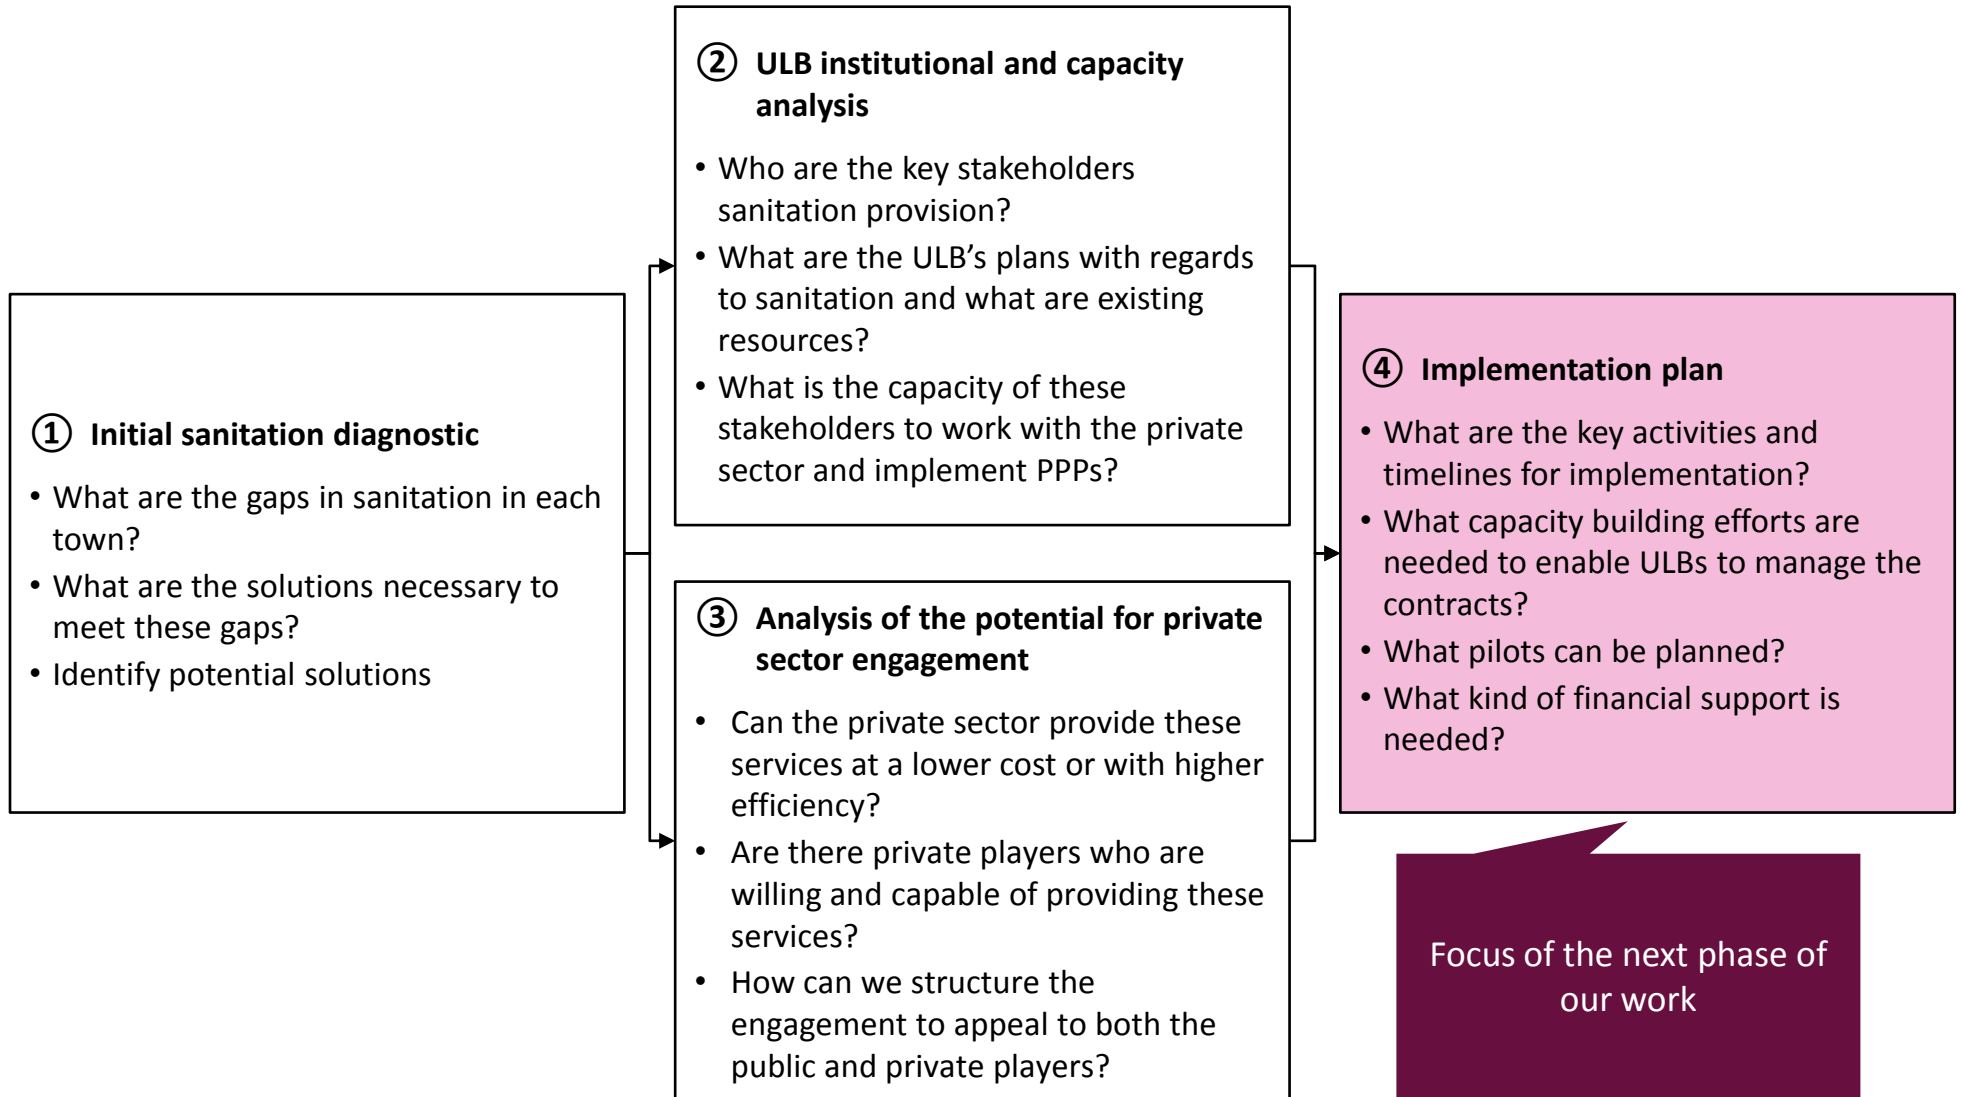 ① Initial sanitation diagnostic
• What are the gaps in sanitation in each
town?
• What are the solutions necessary to
meet these gaps?
• Identify potential solutions
② ULB institutional and capacity
analysis
• Who are the key stakeholders
sanitation provision?
• What are the ULB’s plans with regards
to sanitation and what are existing
resources?
• What is the capacity of these
stakeholders to work with the private
sector and implement PPPs?
③ Analysis of the potential for private
sector engagement
• Can the private sector provide these
services at a lower cost or with higher
efficiency?
• Are there private players who are
willing and capable of providing these
services?
• How can we structure the
engagement to appeal to both the
public and private players?
④ Implementation plan
• What are the key activities and
timelines for implementation?
• What capacity building efforts are
needed to enable ULBs to manage the
contracts?
• What pilots can be planned?
• What kind of financial support is
needed?
Focus of the next phase of
our work